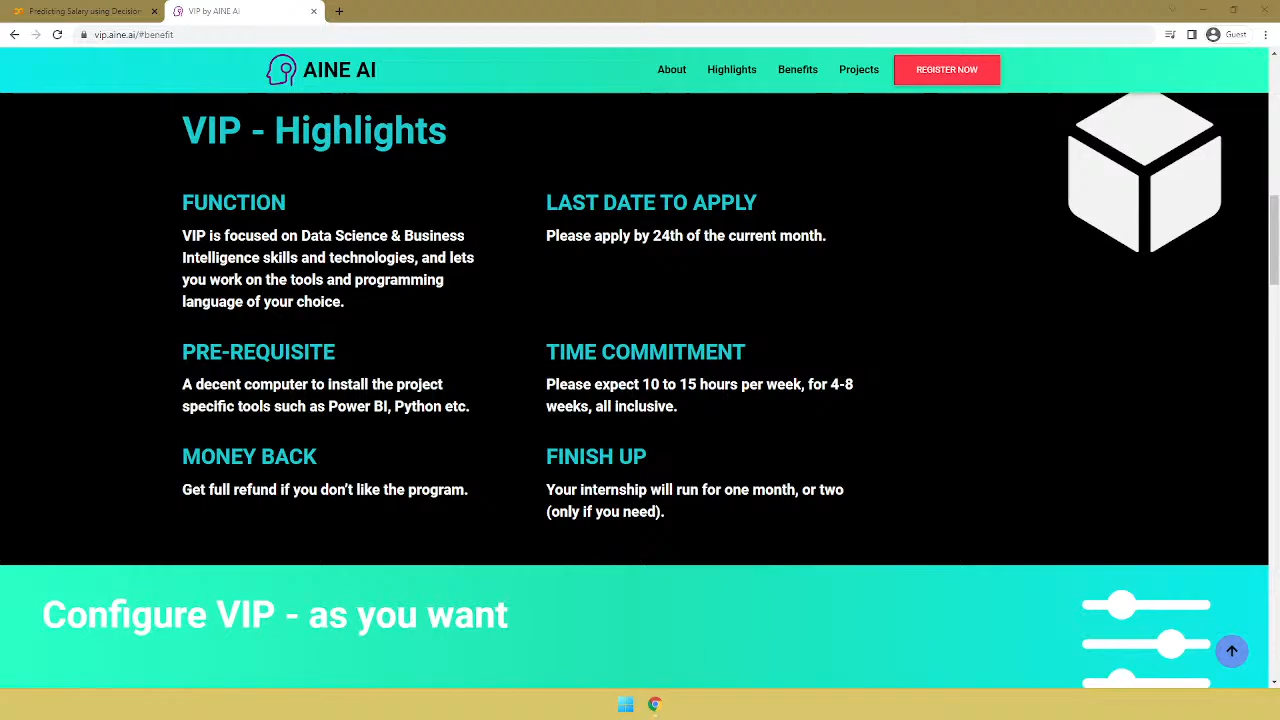 Predicting Salary using Decision
VIP by AINE Ai
vip.aine.ai/#benefit
Guest
AINE AI
About
Highlights
Benefits
Projects
REGISTER NOW
VIP - Highlights
FUNCTION
VIP is focused on Data Science & Business
Intelligence skills and technologies, and lets
you work on the tools and programming
language of your choice.
LAST DATE TO APPLY
Please apply by 24th of the current month.
PRE-REQUISITE
A decent computer to install the project
specific tools such as Power BI, Python etc.
TIME COMMITMENT
Please expect 10 to 15 hours per week, for 4-8
weeks, all inclusive.
MONEY BACK
Get full refund if you don't like the program.
FINISH UP
Your internship will run for one month, or two
(only if you need).
Configure VIP - as you want